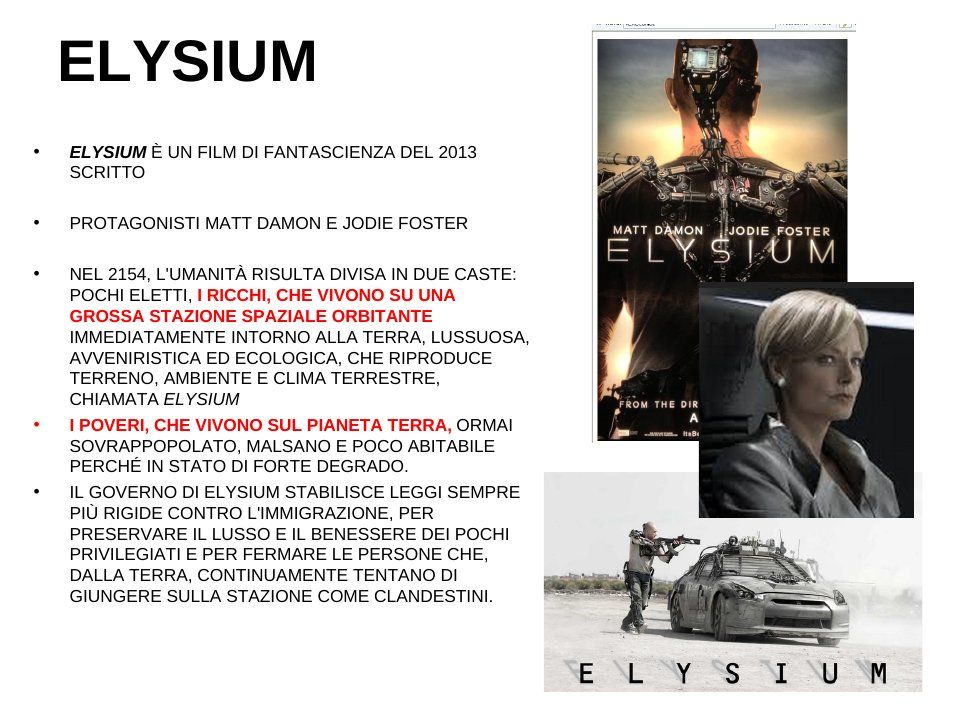 ELYSIUM
• ELYSIUM È UN FILM DI FANTASCIENZA DEL 2013
SCRITTO
• PROTAGONISTI MATT DAMON E JODIE FOSTER
• NEL 2154, L'UMANITÀ RISULTA DIVISA IN DUE CASTE:
POCHI ELETTI, I RICCHI, CHE VIVONO SU UNA
GROSSA STAZIONE SPAZIALE ORBITANTE
IMMEDIATAMENTE INTORNO ALLA TERRA, LUSSUOSA,
AVVENIRISTICA ED ECOLOGICA, CHE RIPRODUCE
TERRENO, AMBIENTE E CLIMA TERRESTRE,
CHIAMATA ELYSIUM
• I POVERI, CHE VIVONO SUL PIANETA TERRA, ORMAI
SOVRAPPOPOLATO, MALSANO E POCO ABITABILE
PERCHÉ IN STATO DI FORTE DEGRADO.
• IL GOVERNO DI ELYSIUM STABILISCE LEGGI SEMPRE
PIÙ RIGIDE CONTRO L'IMMIGRAZIONE, PER
PRESERVARE IL LUSSO E IL BENESSERE DEI POCHI
PRIVILEGIATI E PER FERMARE LE PERSONE CHE,
DALLA TERRA, CONTINUAMENTE TENTANO DI
GIUNGERE SULLA STAZIONE COME CLANDESTINI.
MATT DAMON JODIE FOSTER
ELYSIUM
FROM THE DIR
A
ItsBe
ELYSIUM